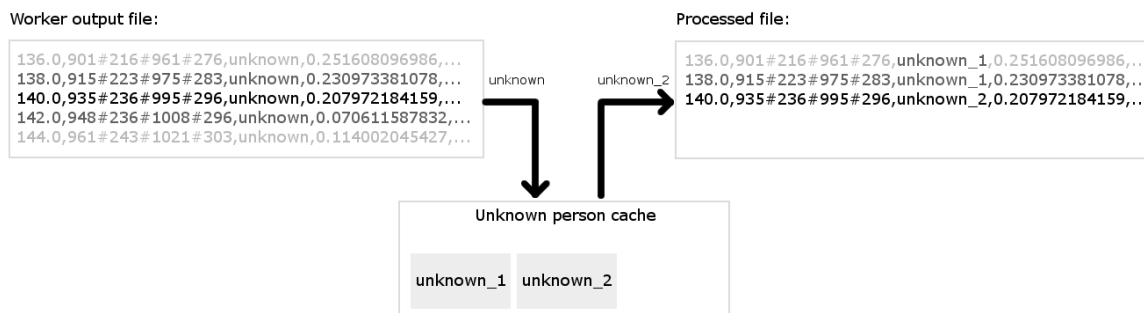 Worker output file:
136.0,901#216#961#276,unknown,0.251608096986,...
138.0,915#223#975#283,unknown,0.230973381078,...
140.0,935#236#995#296,unknown,0.207972184159,...
142.0,948#236#1008#296,unknown,0.070611587832,...
144.0,961#243#1021#303,unknown,0.114002045427,...
unknown
unknown_2
Processed file:
136.0,901#216#961#276,unknown_1,0.251608096986,...
138.0,915#223#975#283,unknown_1,0.230973381078,...
140.0,935#236#995#296,unknown_2,0.207972184159,...
Unknown person cache
unknown_1
unknown_2